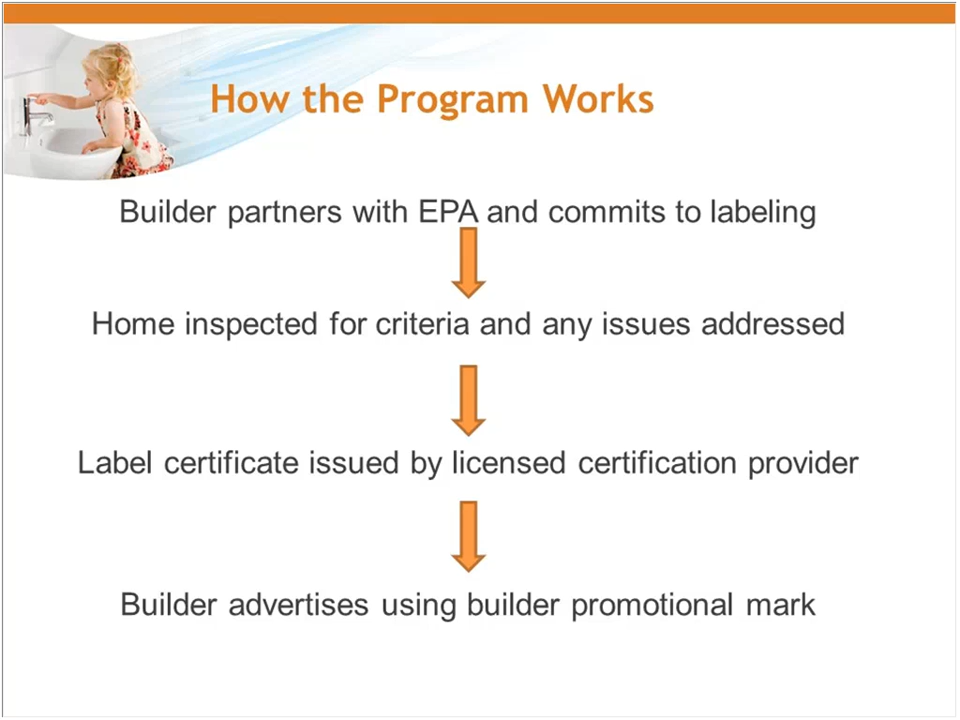 How the Program Works
Builder partners with EPA and commits to labeling
Home inspected for criteria and any issues addressed
Label certificate issued by licensed certification provider
Builder advertises using builder promotional mark